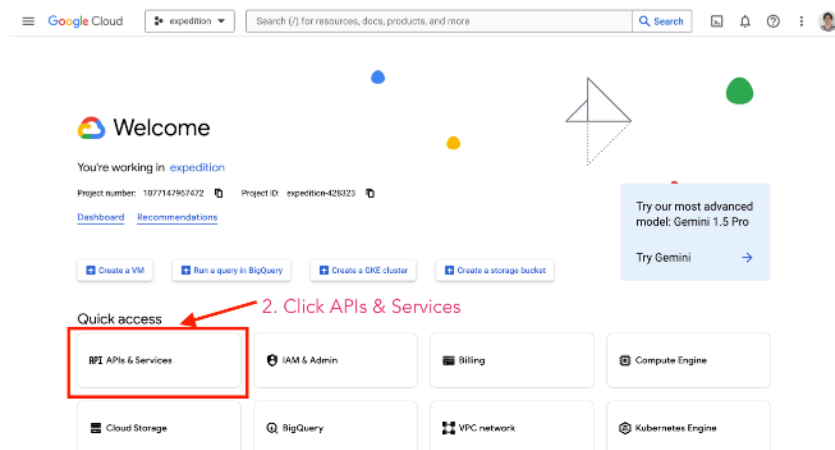 Google Cloud
expedition
Search (/) for resources, docs, products, and more
Search
Welcome
You're working in expedition
Project number: 1077147967472 Project ID: expedition-428323
Dashboard Recommendations
Try our most advanced
model: Gemini 1.5 Pro
Try Gemini
Create a VM
Run a query in BigQuery
Create a GKE cluster
Create a storage bucket
2. Click APIs & Services
Quick access
API APIs & Services
IAM & Admin
Billing
Compute Engine
Cloud Storage
BigQuery
VPC network
Kubernetes Engine